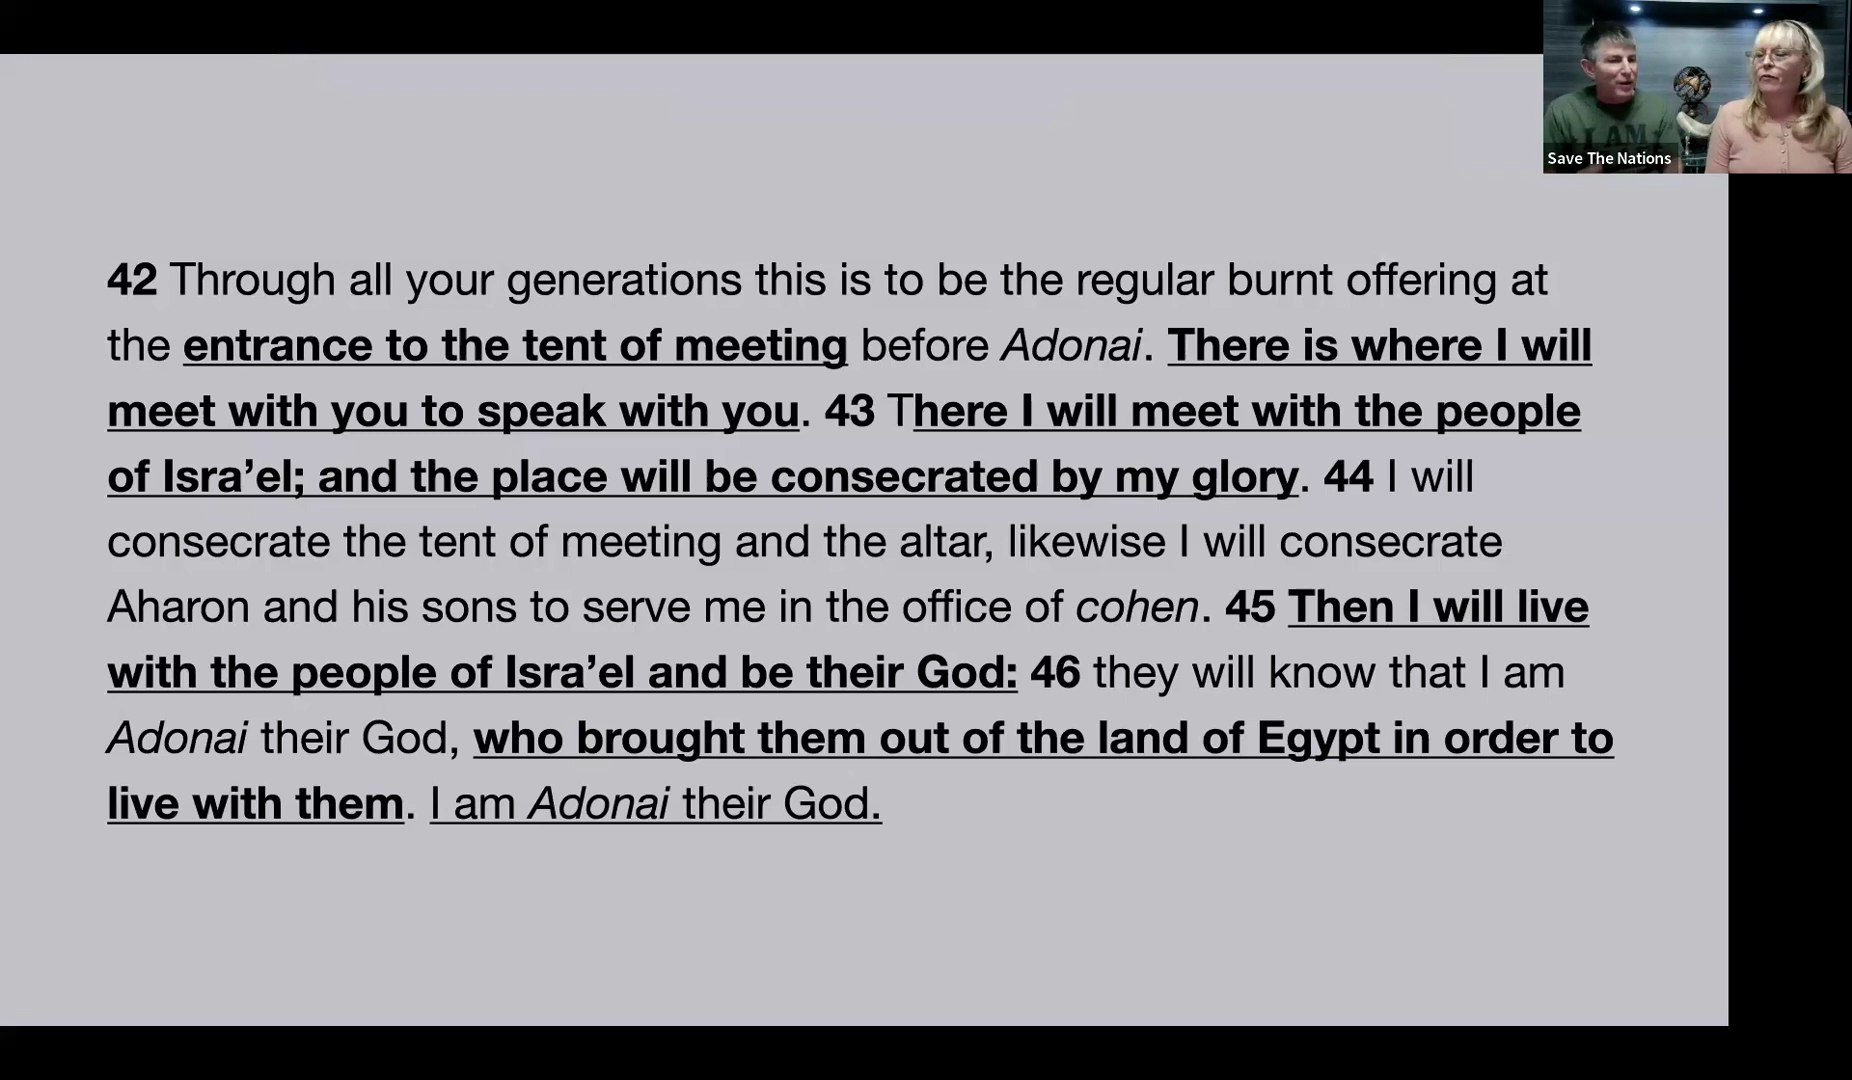 I AM
Save The Nations
42 Through all your generations this is to be the regular burnt offering at
the entrance to the tent of meeting before Adonai. There is where I will
meet with you to speak with you. 43 There I will meet with the people
of Isra’el; and the place will be consecrated by my glory. 44 I will
consecrate the tent of meeting and the altar, likewise I will consecrate
Aharon and his sons to serve me in the office of cohen. 45 Then I will live
with the people of Isra’el and be their God: 46 they will know that I am
Adonai their God, who brought them out of the land of Egypt in order to
live with them. I am Adonai their God.